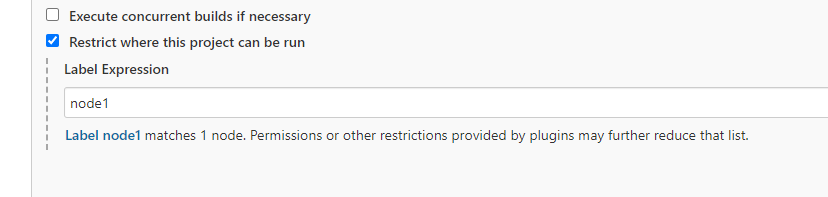 Execute concurrent builds if necessary
Restrict where this project can be run
Label Expression
node1
Label node1 matches 1 node. Permissions or other restrictions provided by plugins may further reduce that list.